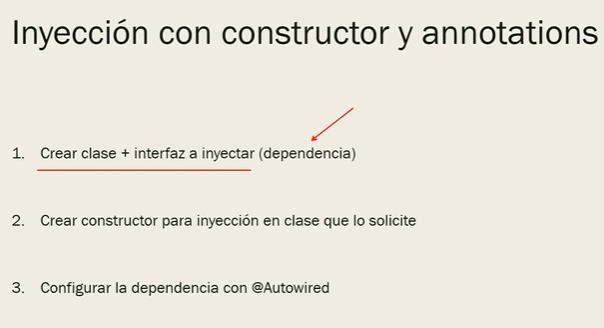 Inyección con constructor y annotations
1. Crear clase + interfaz a inyectar (dependencia)
2. Crear constructor para inyección en clase que lo solicite
3. Configurar la dependencia con @Autowired